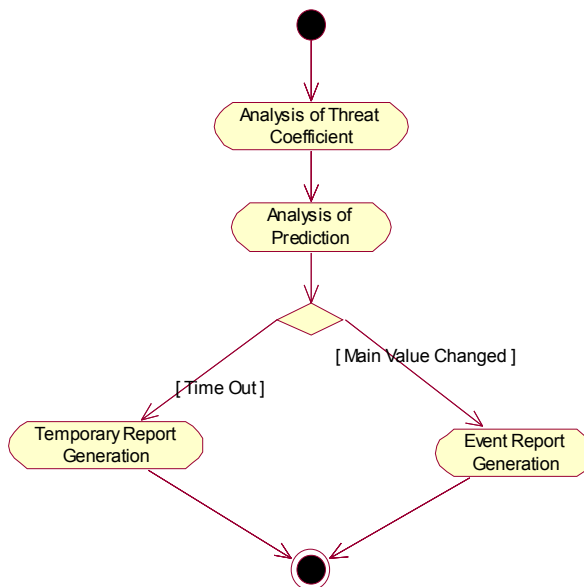 Analysis of Threat
Coefficient
Analysis of
Prediction
[ Main Value Changed ]
[ Time Out ]
Temporary Report
Generation
Event Report
Generation